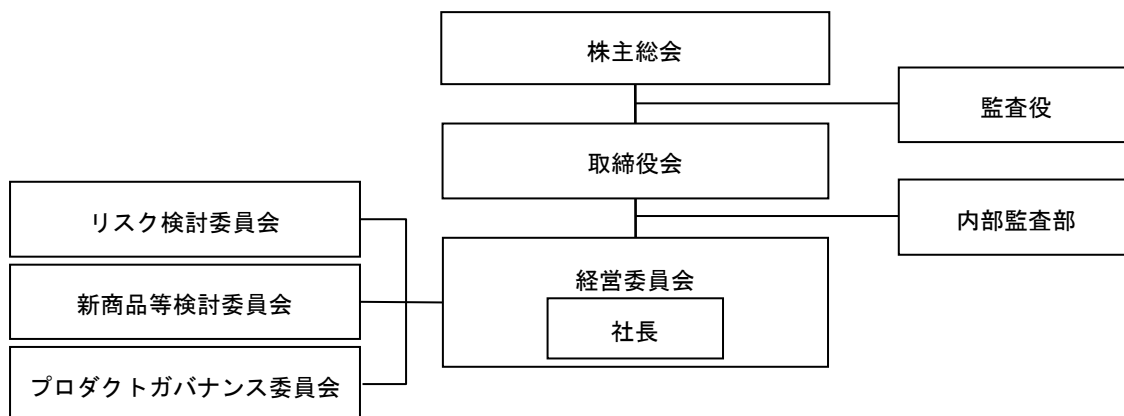 株主総会
監査役
取締役会
内部監査部
リスク検討委員会
新商品等検討委員会
プロダクトガバナンス委員会
経営委員会
社長